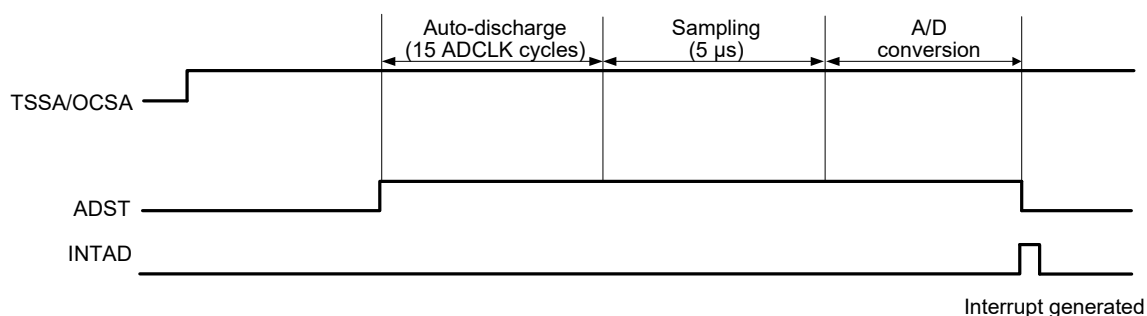 Auto-discharge
(15 ADCLK cycles)
Sampling
(5 µs)
A/D
conversion
TSSA/OCSA
ADST
INTAD
Interrupt generated